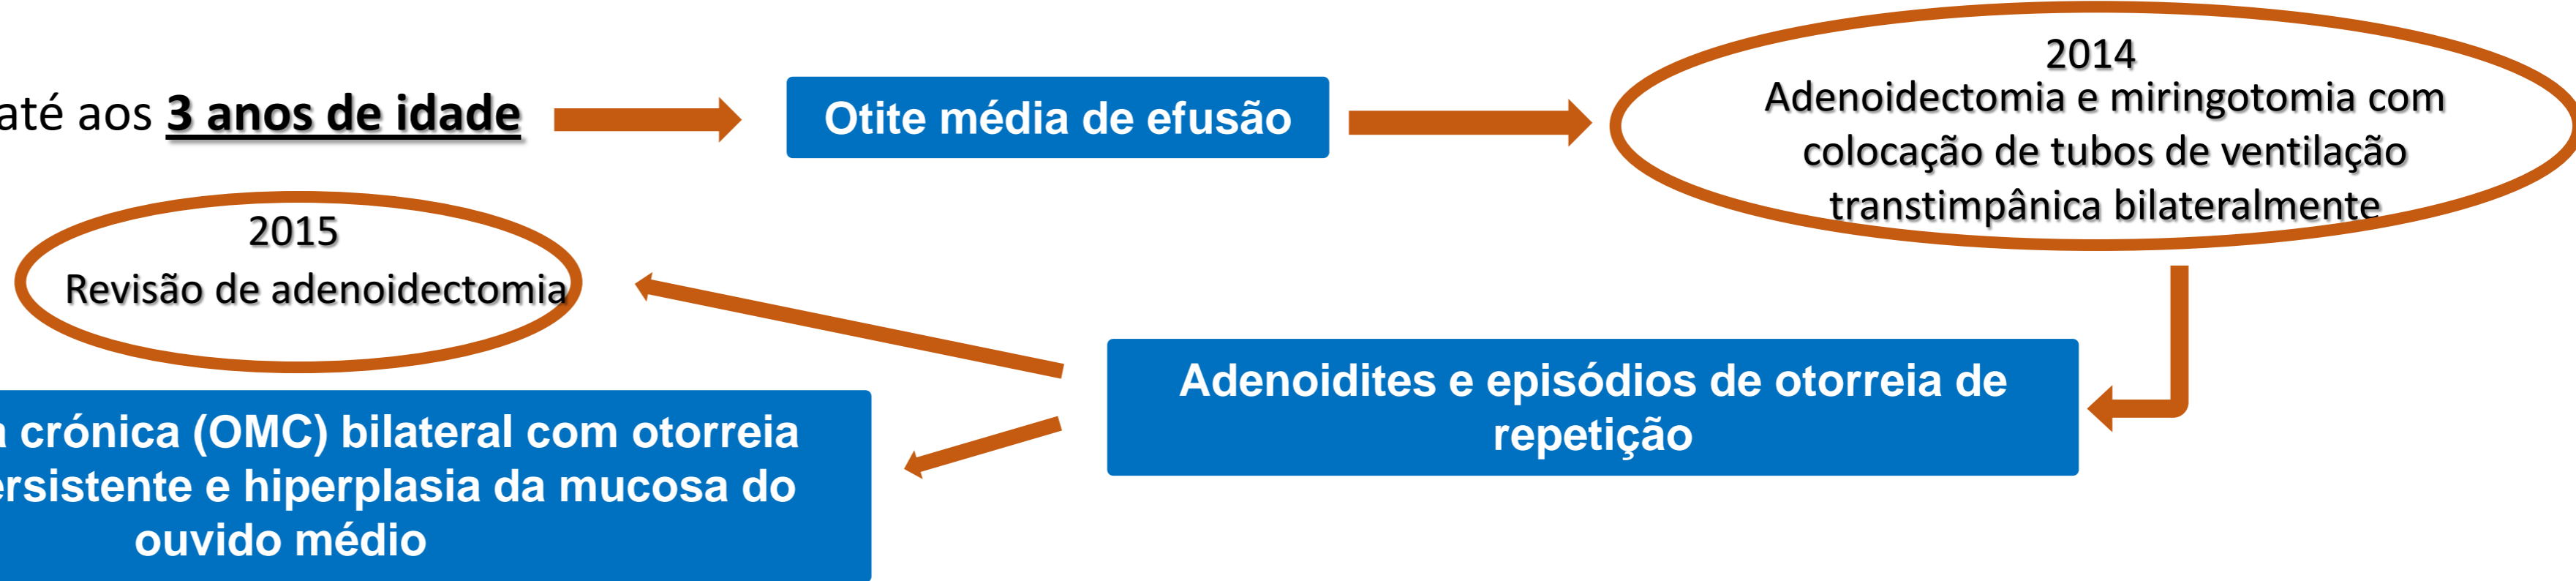 até aos 3 anos de idade
Otite média de efusão
2014
Adenoidectomia e miringotomia com
colocação de tubos de ventilação
transtimpânica bilateralmente
2015
Revisão de adenoidectomia
Adenoidites e episódios de otorreia de
repetição
crónica (OMC) bilateral com otorreia
e hiperplasia da mucosa do
ouvido médio